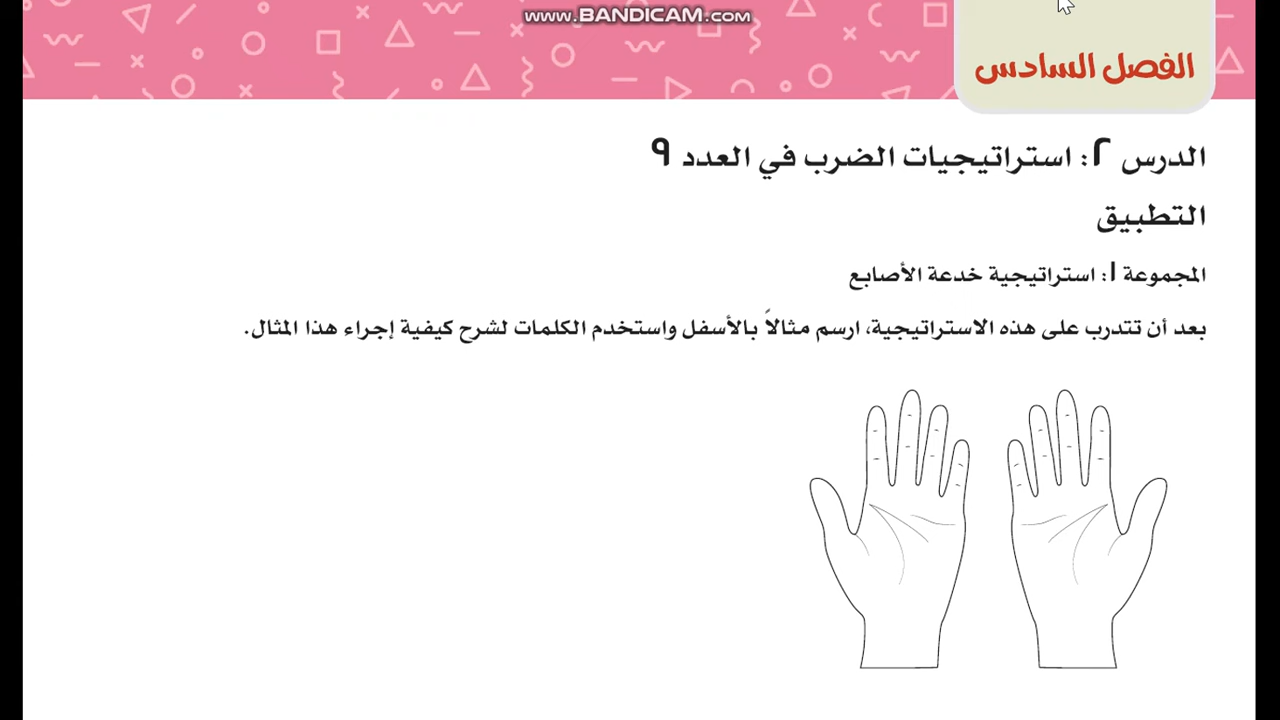 www.BANDICAM.com
الفصل السادس
الدرس ٢: استراتيجيات الضرب في العدد ٩
التطبيق
المجموعة ١: استراتيجية خدعة الأصابع
بعد أن تتدرب على هذه الاستراتيجية، ارسم مثالاً بالأسفل واستخدم الكلمات لشرح كيفية إجراء هذا المثال.